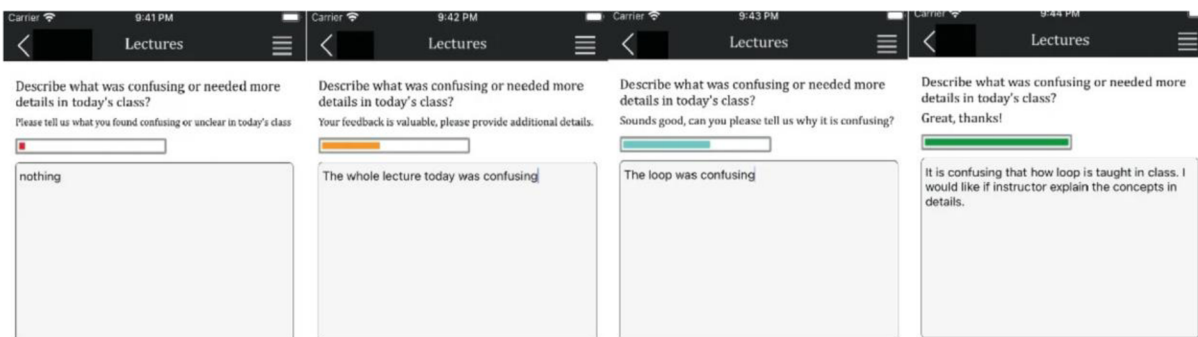 Carrier 9:41 PM
Lectures
Describe what was confusing or needed more
details in today's class?
Please tell us what you found confusing or unclear in today's class
nothing
Carrier 9:42 PM
Lectures
Describe what was confusing or needed more
details in today's class?
Your feedback is valuable, please provide additional details.
The whole lecture today was confusing
Carrier 9:43 PM
Lectures
Describe what was confusing or needed more
details in today's class?
Sounds good, can you please tell us why it is confusing?
The loop was confusing
Carrier 9:44 PM
Lectures
Describe what was confusing or needed more
details in today's class?
Great, thanks!
It is confusing that how loop is taught in class. I
would like if instructor explain the concepts in
details.